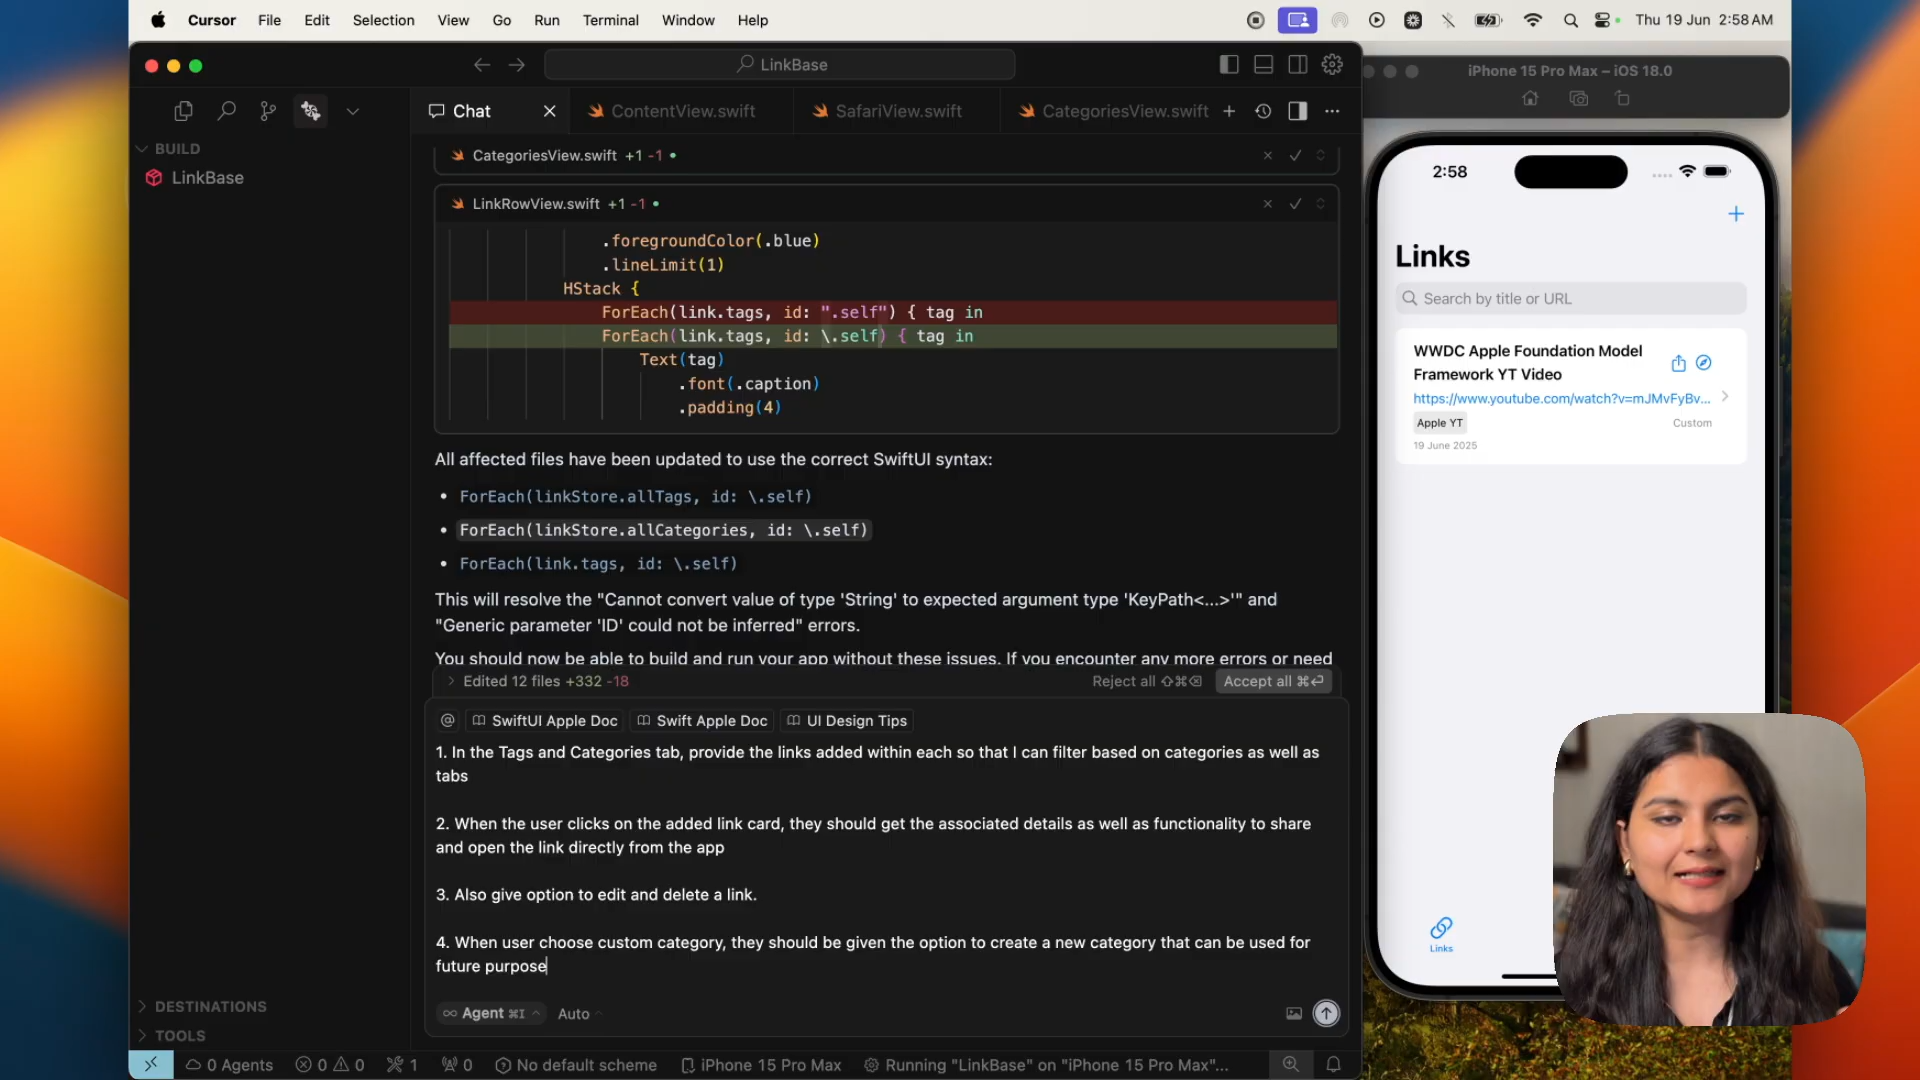 Cursor File Edit Selection View Go Run Terminal Window Help
Thu 19 Jun 2:58 AM
LinkBase
iPhone 15 Pro Max – iOS 18.0
Chat
ContentView.swift
SafariView.swift
CategoriesView.swift
BUILD
LinkBase
CategoriesView.swift +1 -1
LinkRowView.swift +1 -1
.foregroundColor(.blue)
.lineLimit(1)
HStack {
ForEach(link.tags, id: ".self") { tag in
ForEach(link.tags, id: \.self) { tag in
Text(tag)
.font(.caption)
.padding(4)
All affected files have been updated to use the correct SwiftUI syntax:
• ForEach(linkStore.allTags, id: \.self)
• ForEach(linkStore.allCategories, id: \.self)
• ForEach(link.tags, id: \.self)
This will resolve the "Cannot convert value of type 'String' to expected argument type 'KeyPath<...>'" and
"Generic parameter 'ID' could not be inferred" errors.
You should now be able to build and run your app without these issues. If you encounter any more errors or need
Edited 12 files +332 -18
Reject all ⇧⌘⌫
Accept all ⌘⏎
@ SwiftUI Apple Doc Swift Apple Doc UI Design Tips
1. In the Tags and Categories tab, provide the links added within each so that I can filter based on categories as well as
tabs
2. When the user clicks on the added link card, they should get the associated details as well as functionality to share
and open the link directly from the app
3. Also give option to edit and delete a link.
4. When user choose custom category, they should be given the option to create a new category that can be used for
future purpose
Agent ⌘I Auto
DESTINATIONS
TOOLS
0 Agents 0 0 1 0 No default scheme iPhone 15 Pro Max Running "LinkBase" on "iPhone 15 Pro Max"...
2:58
Links
Search by title or URL
WWDC Apple Foundation Model
Framework YT Video
https://www.youtube.com/watch?v=mJMvFyBv...
Apple YT
Custom
19 June 2025
Links